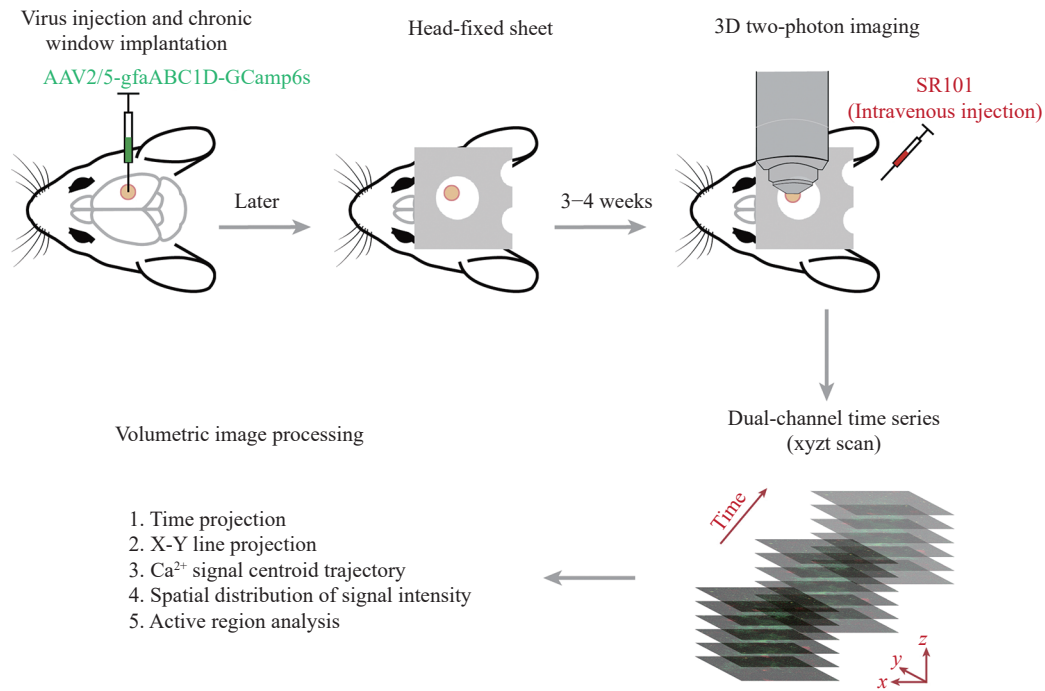 Virus injection and chronic
window implantation
AAV2/5-gfaABC1D-GCamp6s
Later
Head-fixed sheet
3−4 weeks
3D two-photon imaging
SR101
(Intravenous injection)
Dual-channel time series
(xyzt scan)
Time
z
y
x
Volumetric image processing
1. Time projection
2. X-Y line projection
3. Ca²⁺ signal centroid trajectory
4. Spatial distribution of signal intensity
5. Active region analysis